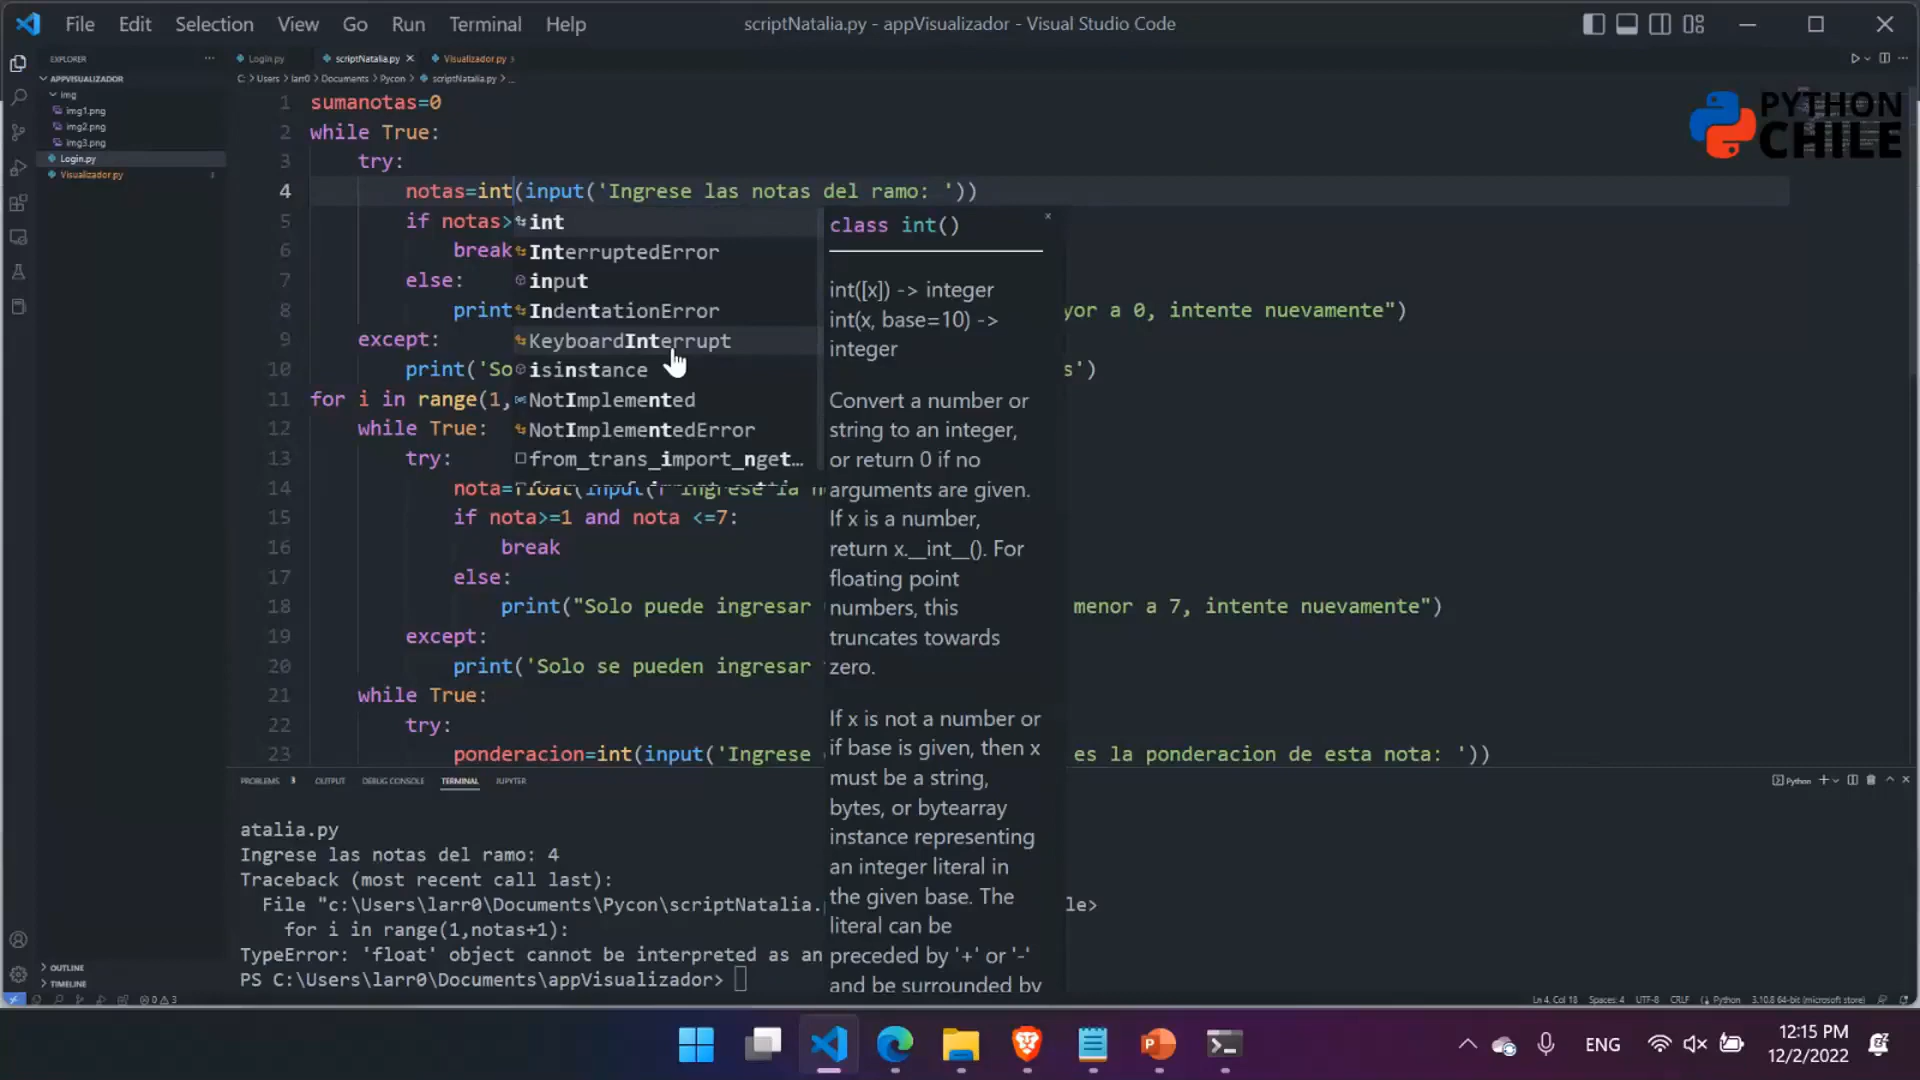 File Edit Selection View Go Run Terminal Help
scriptNatalia.py - appVisualizador - Visual Studio Code
EXPLORER
Login.py
scriptNatalia.py
Visualizador.py
APPVISUALIZADOR
C: > Users > larr0 > Documents > Pycon > scriptNatalia.py > ...
img
img1.png
img2.png
img3.png
Login.py
Visualizador.py 3
PYTHON
CHILE
1 sumanotas=0
2 while True:
3 try:
4 notas=int(input('Ingrese las notas del ramo: '))
5 if notas>
6 break
7 else:
8 print yor a 0, intente nuevamente")
9 except:
10 print('So s')
11 for i in range(1,
12 while True:
13 try:
14 nota=float(input(f"Ingrese la n
15 if nota>=1 and nota <=7:
16 break
17 else:
18 print("Solo puede ingresar menor a 7, intente nuevamente")
19 except:
20 print('Solo se pueden ingresar
21 while True:
22 try:
23 ponderacion=int(input('Ingrese es la ponderacion de esta nota: '))
int
InterruptedError
input
IndentationError
KeyboardInterrupt
isinstance
NotImplemented
NotImplementedError
from_trans_import_nget...
class int()
int([x]) -> integer
int(x, base=10) ->
integer
Convert a number or
string to an integer,
or return 0 if no
arguments are given.
If x is a number,
return x.__int__(). For
floating point
numbers, this
truncates towards
zero.
If x is not a number or
if base is given, then x
must be a string,
bytes, or bytearray
instance representing
an integer literal in
the given base. The
literal can be
preceded by '+' or '-'
and be surrounded by
PROBLEMS 3 OUTPUT DEBUG CONSOLE TERMINAL JUPYTER
Python
atalia.py
Ingrese las notas del ramo: 4
Traceback (most recent call last):
File "c:\Users\larr0\Documents\Pycon\scriptNatalia. le>
for i in range(1,notas+1):
TypeError: 'float' object cannot be interpreted as an
PS C:\Users\larr0\Documents\appVisualizador>
OUTLINE
TIMELINE
0 3
Ln 4, Col 18 Spaces: 4 UTF-8 CRLF Python 3.10.8 64-bit (microsoft store)
ENG
12:15 PM
12/2/2022